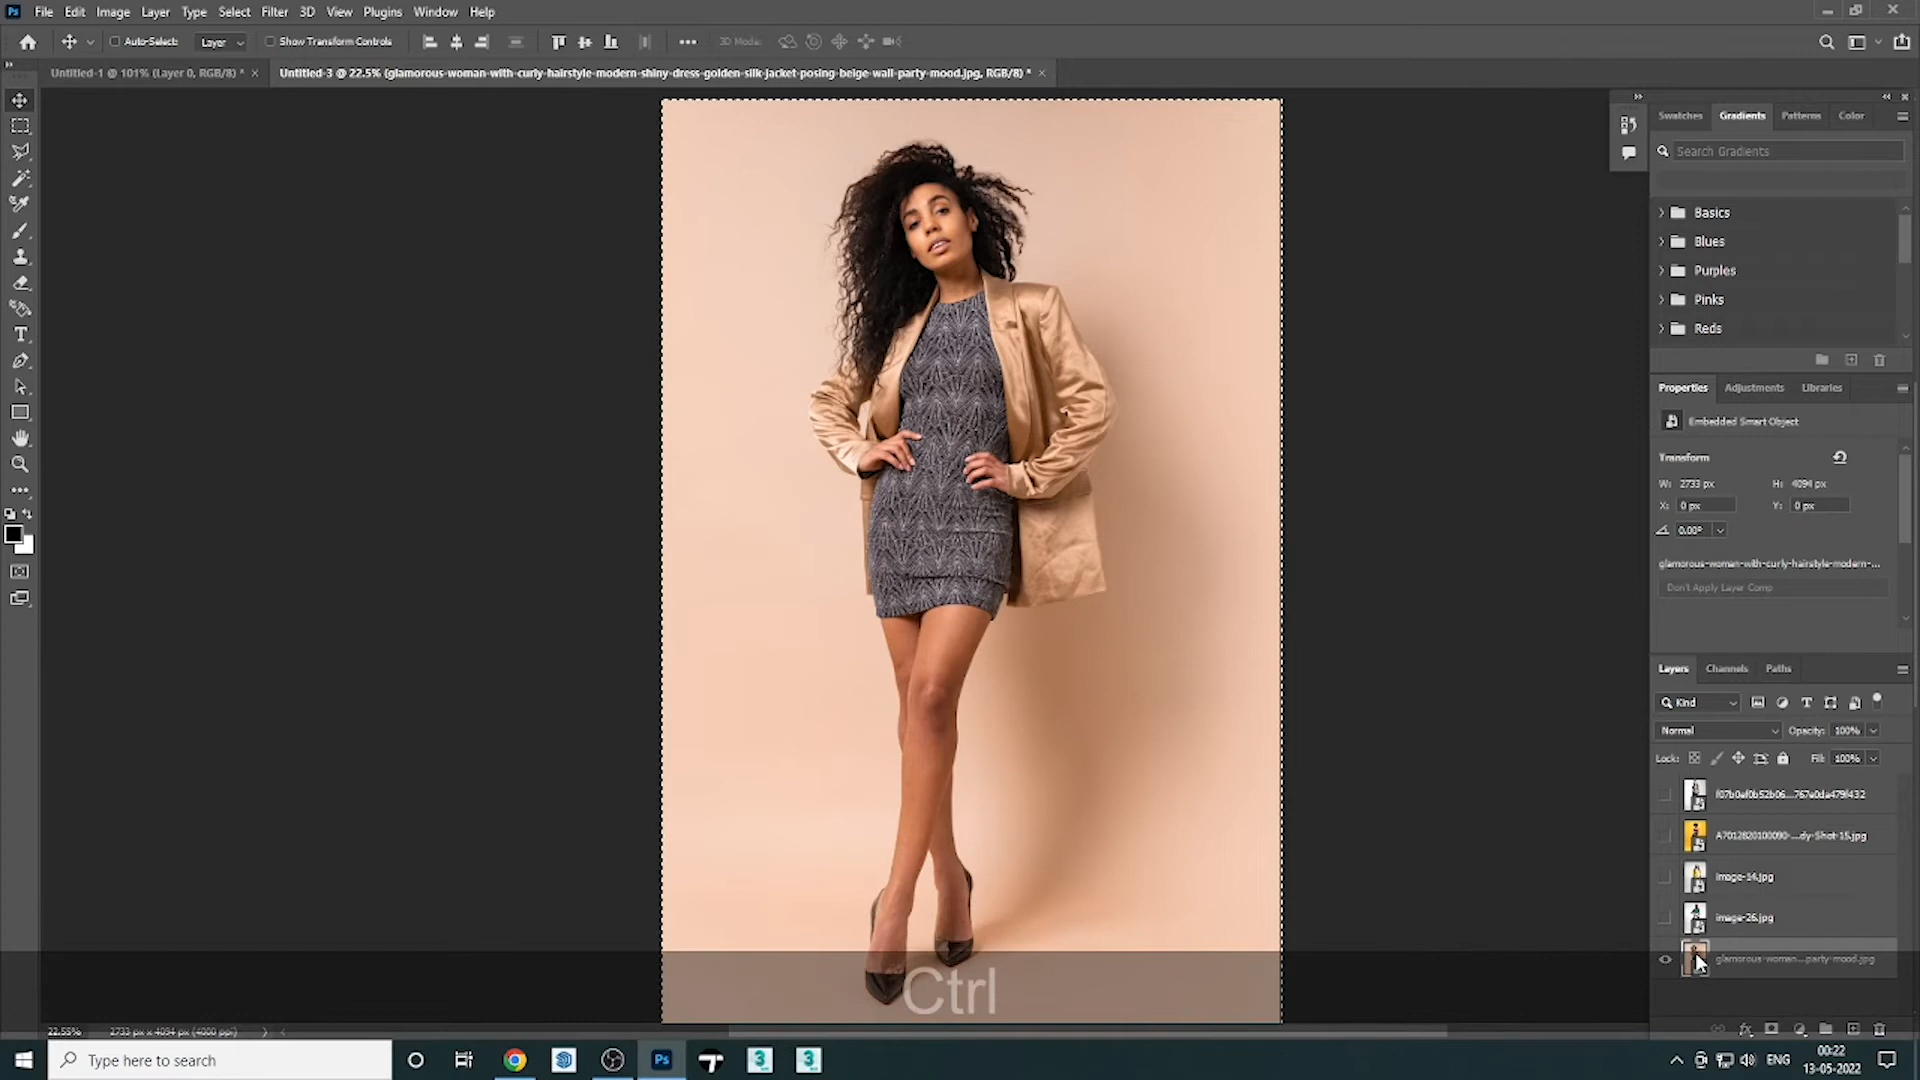 Ps File Edit Image Layer Type Select Filter 3D View Plugins Window Help
Auto-Select: Layer Show Transform Controls 3D Mode:
Untitled-1 @ 101% (Layer 0, RGB/8) * × Untitled-3 @ 22.5% (glamorous-woman-with-curly-hairstyle-modern-shiny-dress-golden-silk-jacket-posing-beige-wall-party-mood.jpg, RGB/8) * ×
Swatches Gradients Patterns Color
Search Gradients
Basics
Blues
Purples
Pinks
Reds
Properties Adjustments Libraries
Embedded Smart Object
Transform
W: 2733 px H: 4094 px
X: 0 px Y: 0 px
0.00°
glamorous-woman-with-curly-hairstyle-modern-...
Don't Apply Layer Comp
Layers Channels Paths
Kind
Normal Opacity: 100%
Lock: Fill: 100%
f07b0ef0b52b06...767e0da479f432
A7012820100090-...dy-Shot-15.jpg
image-14.jpg
image-26.jpg
glamorous-woman...party-mood.jpg
Ctrl
22.55% 2733 px x 4094 px (4000 ppi)
Type here to search
Ps
3
3
ENG
00:22
13-05-2022